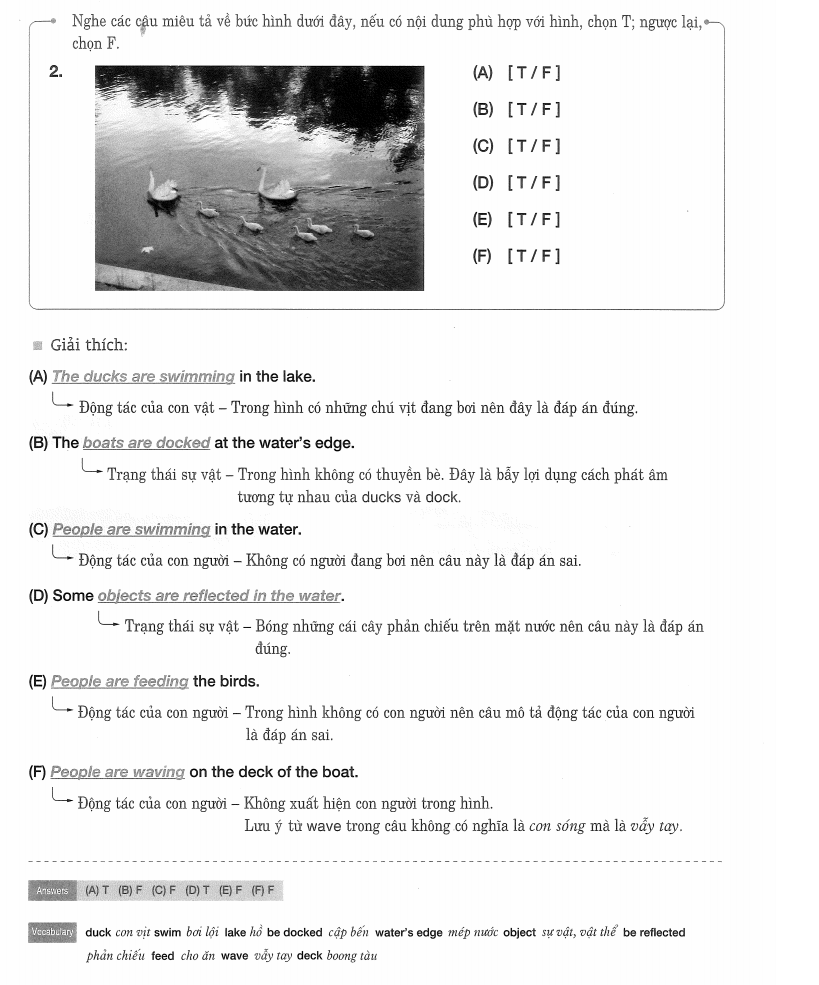 Nghe các câu miêu tả về bức hình dưới đây, nếu có nội dung phù hợp với hình, chọn T; ngược lại,
chọn F.
2.
(A) [ T / F ]
(B) [ T / F ]
(C) [ T / F ]
(D) [ T / F ]
(E) [ T / F ]
(F) [ T / F ]
Giải thích:
(A) The ducks are swimming in the lake.
Động tác của con vật – Trong hình có những chú vịt đang bơi nên đây là đáp án đúng.
(B) The boats are docked at the water's edge.
Trạng thái sự vật – Trong hình không có thuyền bè. Đây là bẫy lợi dụng cách phát âm
tương tự nhau của ducks và dock.
(C) People are swimming in the water.
Động tác của con người – Không có người đang bơi nên câu này là đáp án sai.
(D) Some objects are reflected in the water.
Trạng thái sự vật – Bóng những cái cây phản chiếu trên mặt nước nên câu này là đáp án
đúng.
(E) People are feeding the birds.
Động tác của con người – Trong hình không có con người nên câu mô tả động tác của con người
là đáp án sai.
(F) People are waving on the deck of the boat.
Động tác của con người – Không xuất hiện con người trong hình.
Lưu ý từ wave trong câu không có nghĩa là con sóng mà là vẫy tay.
Answers (A) T (B) F (C) F (D) T (E) F (F) F
Vocabulary duck con vịt swim bơi lội lake hồ be docked cập bến water's edge mép nước object sự vật, vật thể be reflected
phản chiếu feed cho ăn wave vẫy tay deck boong tàu